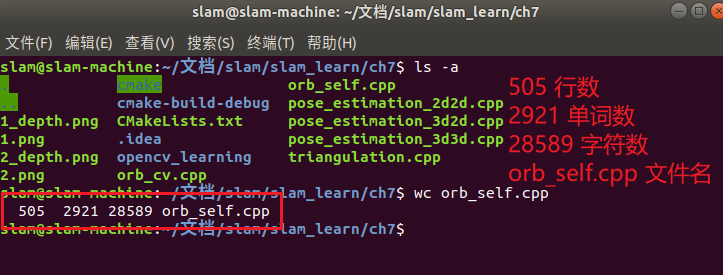 slam@slam-machine: ~/文档/slam/slam_learn/ch7
文件(F) 编辑(E) 查看(V) 搜索(S) 终端(T) 帮助(H)
slam@slam-machine:~/文档/slam/slam_learn/ch7$ ls -a
. cmake orb_self.cpp
.. cmake-build-debug pose_estimation_2d2d.cpp
1_depth.png CMakeLists.txt pose_estimation_3d2d.cpp
1.png .idea pose_estimation_3d3d.cpp
2_depth.png opencv_learning triangulation.cpp
2.png orb_cv.cpp
505 行数
2921 单词数
28589 字符数
orb_self.cpp 文件名
slam@slam-machine:~/文档/slam/slam_learn/ch7$ wc orb_self.cpp
505 2921 28589 orb_self.cpp
slam@slam-machine:~/文档/slam/slam_learn/ch7$